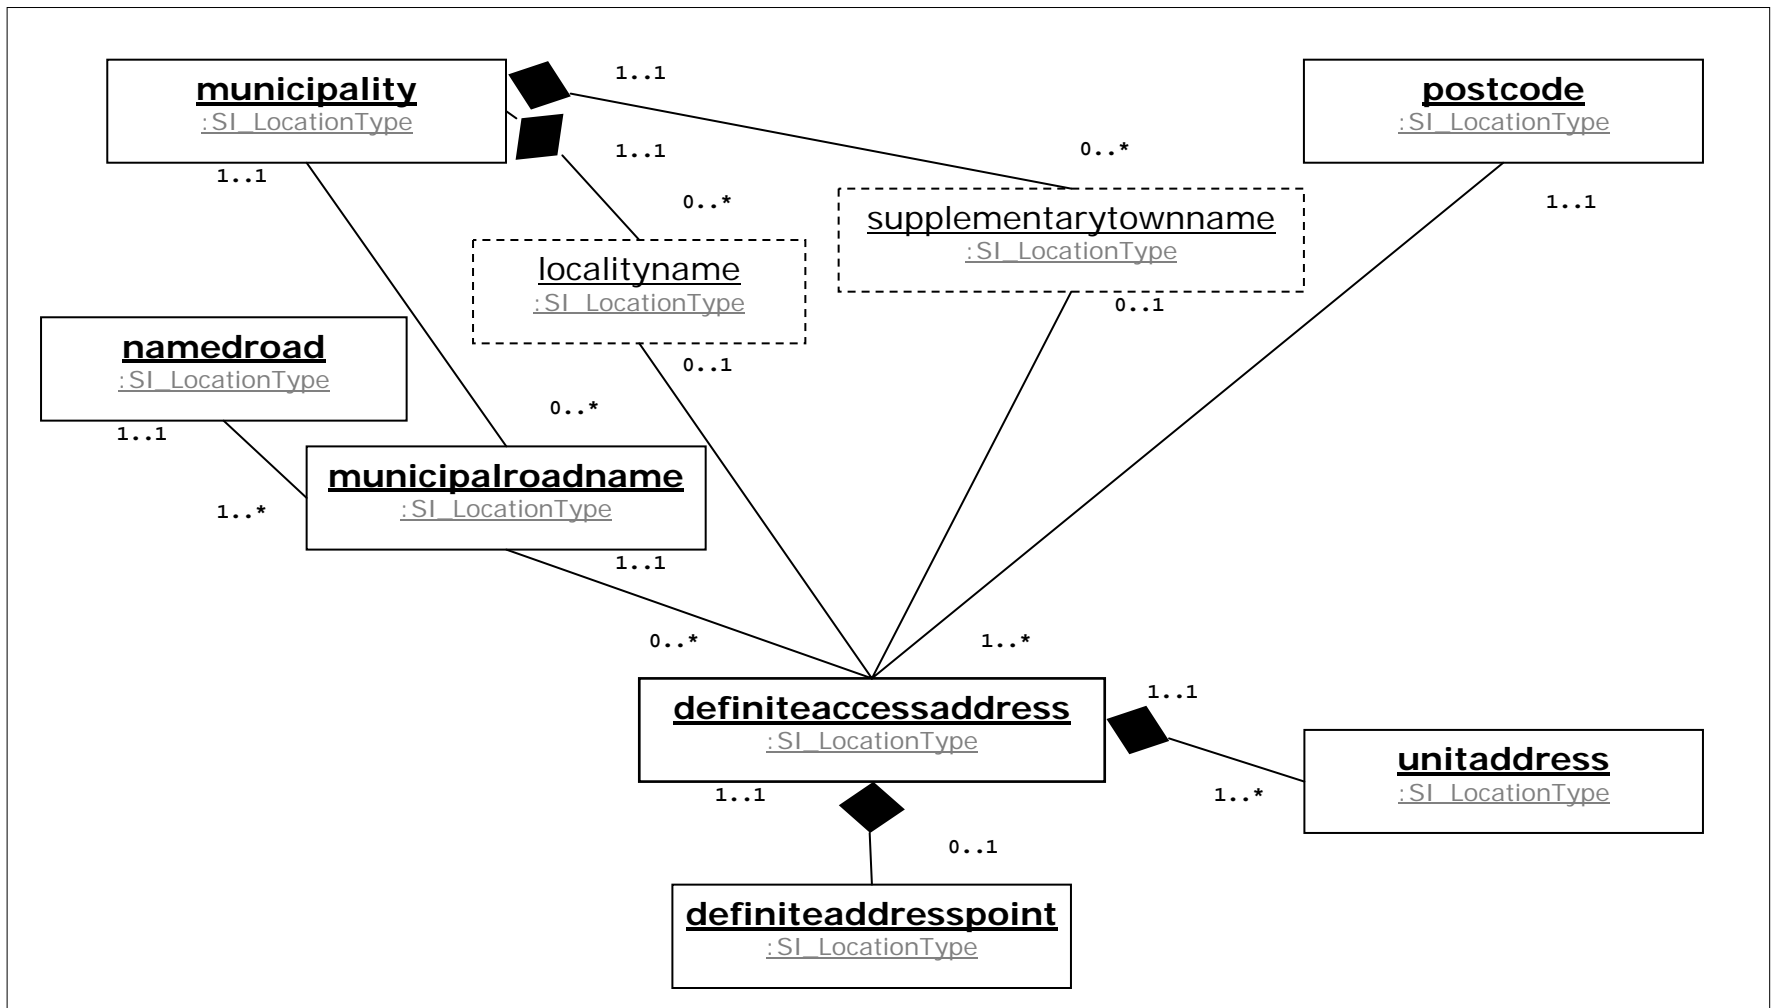 municipality
:SI_LocationType
1..1
postcode
:SI_LocationType
1..1
0..*
1..1
1..1
0..*
supplementarytownname
:SI_LocationType
localityname
:SI_LocationType
0..1
namedroad
:SI_LocationType
0..1
1..1
0..*
municipalroadname
:SI_LocationType
1..*
1..1
0..*
1..*
definiteaccessaddress
:SI_LocationType
1..1
unitaddress
:SI_LocationType
1..1
1..*
0..1
definiteaddresspoint
:SI_LocationType